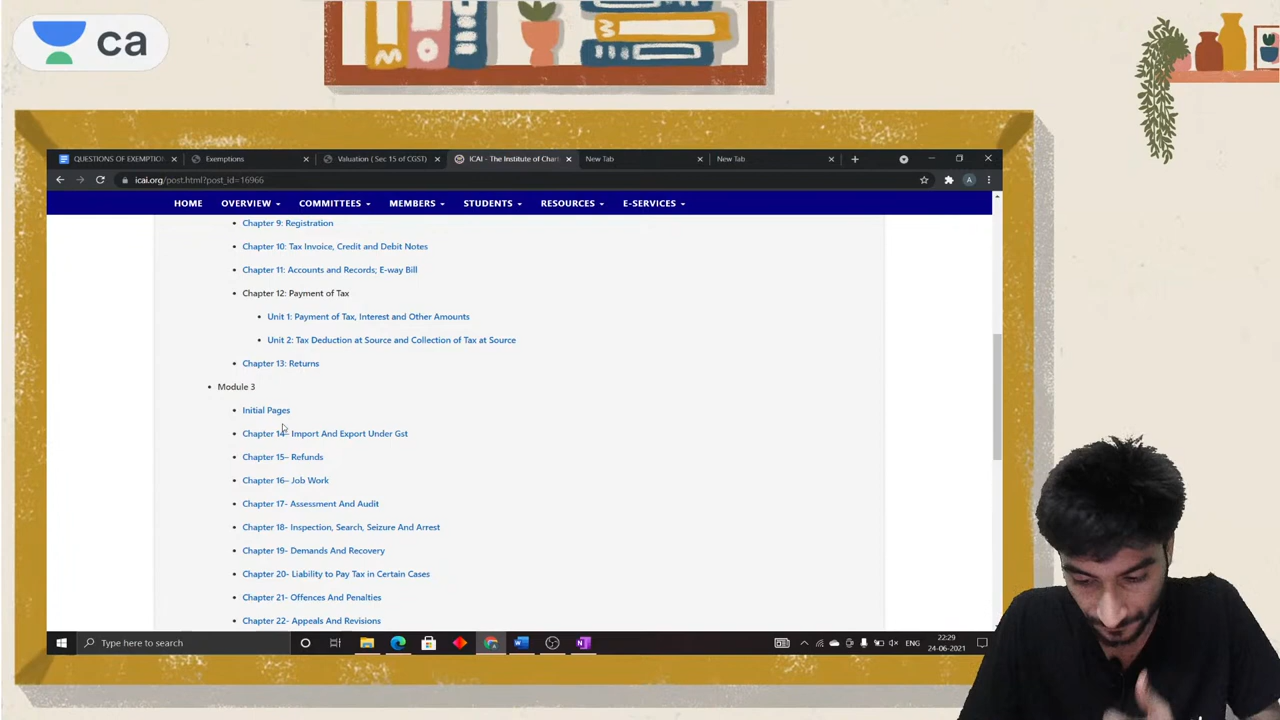 ca
QUESTIONS OF EXEMPTIO
Exemptions
Valuation ( Sec 15 of CGST)
ICAI - The Institute of Char
New Tab
New Tab
icai.org/post.html?post_id=16966
A
HOME OVERVIEW COMMITTEES MEMBERS STUDENTS RESOURCES E-SERVICES
Chapter 9: Registration
Chapter 10: Tax Invoice, Credit and Debit Notes
Chapter 11: Accounts and Records; E-way Bill
Chapter 12: Payment of Tax
Unit 1: Payment of Tax, Interest and Other Amounts
Unit 2: Tax Deduction at Source and Collection of Tax at Source
Chapter 13: Returns
Module 3
Initial Pages
Chapter 14– Import And Export Under Gst
Chapter 15– Refunds
Chapter 16– Job Work
Chapter 17- Assessment And Audit
Chapter 18- Inspection, Search, Seizure And Arrest
Chapter 19- Demands And Recovery
Chapter 20- Liability to Pay Tax in Certain Cases
Chapter 21- Offences And Penalties
Chapter 22- Appeals And Revisions
Type here to search
ENG
22:29
24-06-2021